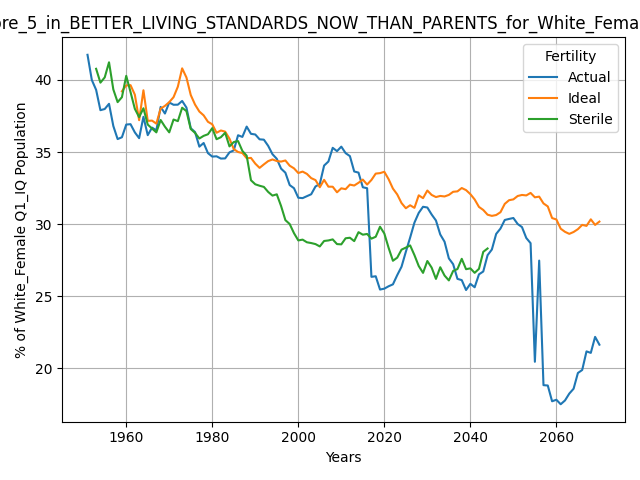 ore_5_in_BETTER_LIVING_STANDARDS_NOW_THAN_PARENTS_for_White_Fema
Fertility
Actual
Ideal
Sterile
% of White_Female Q1_IQ Population
40
35
30
25
20
1960
1980
2000
2020
2040
2060
Years